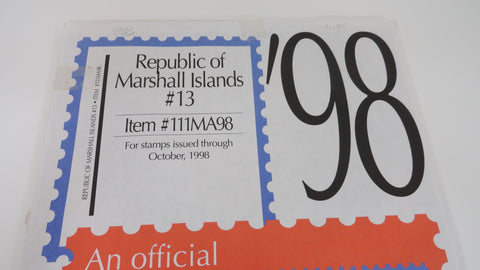 Republic of
Marshall Islands
#13
Item #111MA98
For stamps issued through
October, 1998
REPUBLIC OF MARSHALL ISLANDS #13 • ITEM #111MA98
'98
An official